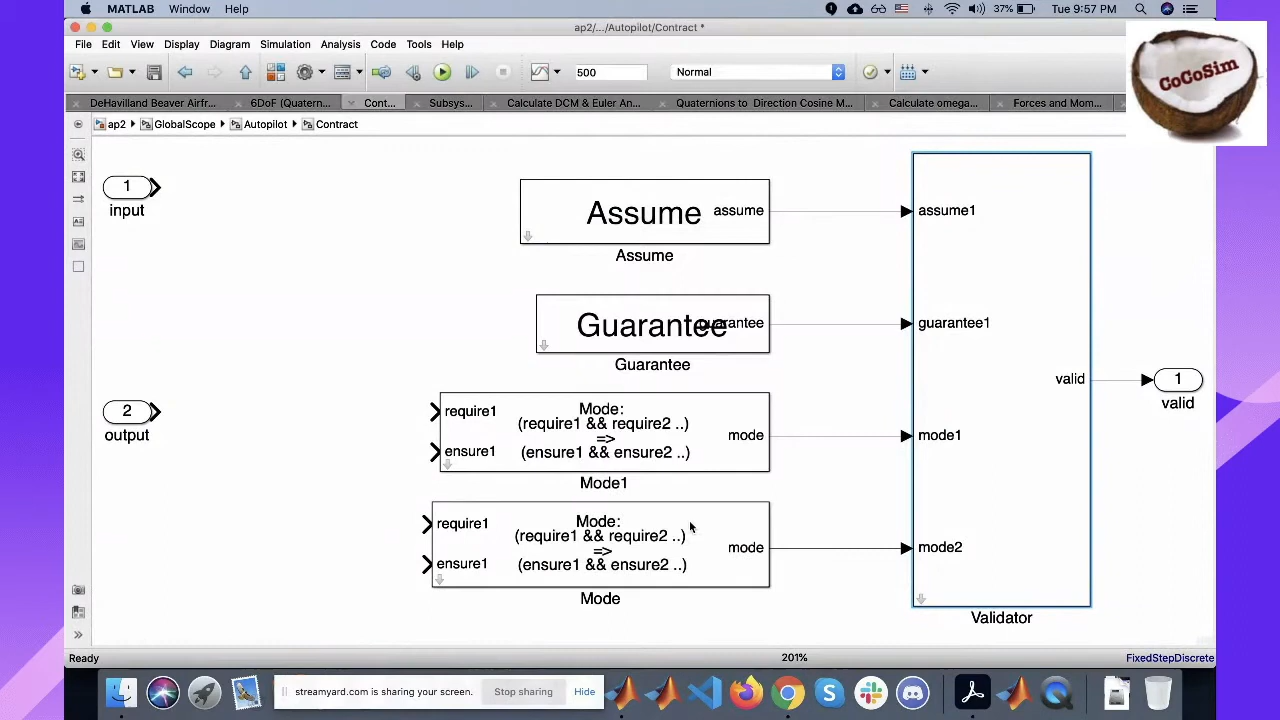 MATLAB Window Help
37% Tue 9:57 PM
ap2/.../Autopilot/Contract *
File Edit View Display Diagram Simulation Analysis Code Tools Help
500 Normal
CoCoSim
DeHavilland Beaver Airfr... 6DoF (Quatern... Cont... Subsys... Calculate DCM & Euler An... Quaternions to Direction Cosine M... Calculate omega... Forces and Mom...
ap2 GlobalScope Autopilot Contract
1
input
Assume assume
Assume
assume1
Guarantee guarantee
Guarantee
guarantee1
valid
1
valid
2
output
require1 Mode:
(require1 && require2 ..)
=>
ensure1 (ensure1 && ensure2 ..)
mode
Mode1
mode1
require1 Mode:
(require1 && require2 ..)
=>
ensure1 (ensure1 && ensure2 ..)
mode
Mode
mode2
Validator
Ready 201% FixedStepDiscrete
streamyard.com is sharing your screen. Stop sharing Hide